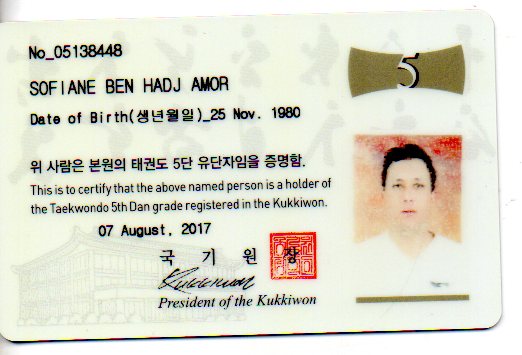 No_05138448
5
SOFIANE BEN HADJ AMOR
Date of Birth(생년월일)_25 Nov. 1980
위 사람은 본원의 태권도 5단 유단자임을 증명함.
This is to certify that the above named person is a holder of
the Taekwondo 5th Dan grade registered in the Kukkiwon.
07 August, 2017
국 기 원 장
Kukkiwon
President of the Kukkiwon